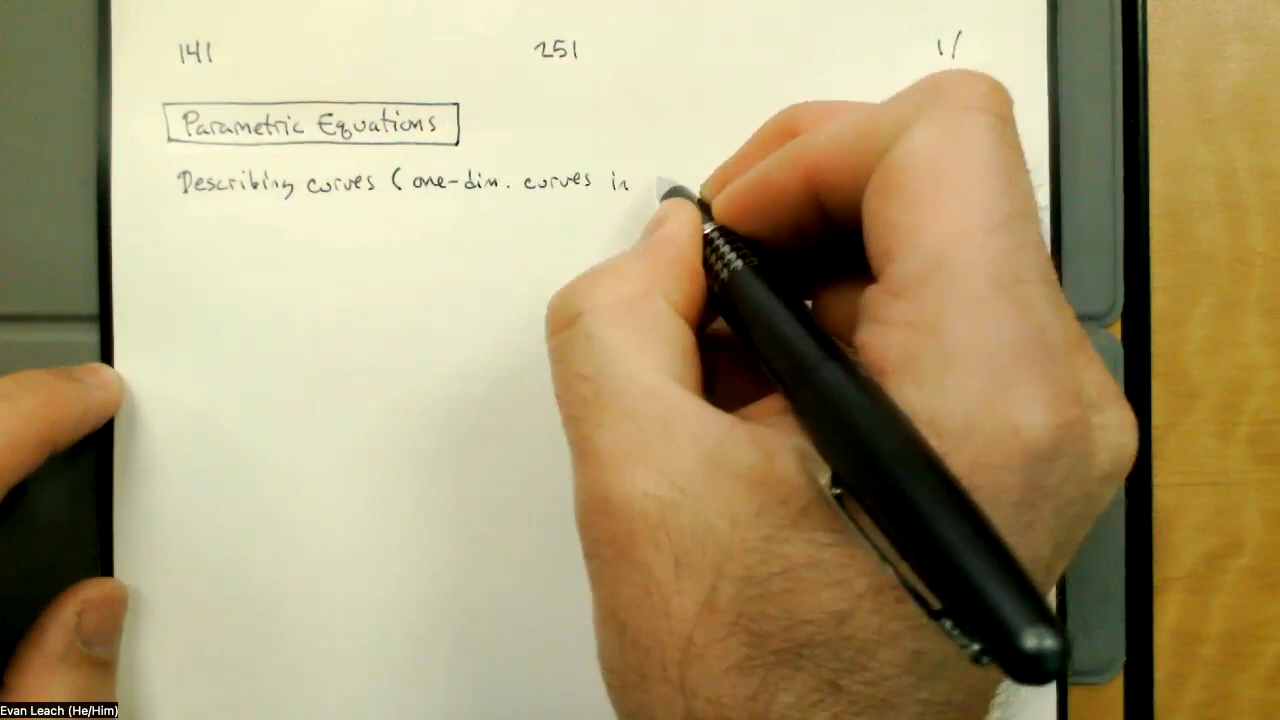 141 251 1/
Parametric Equations
Describing curves (one-dim. curves in
Evan Leach (He/Him)